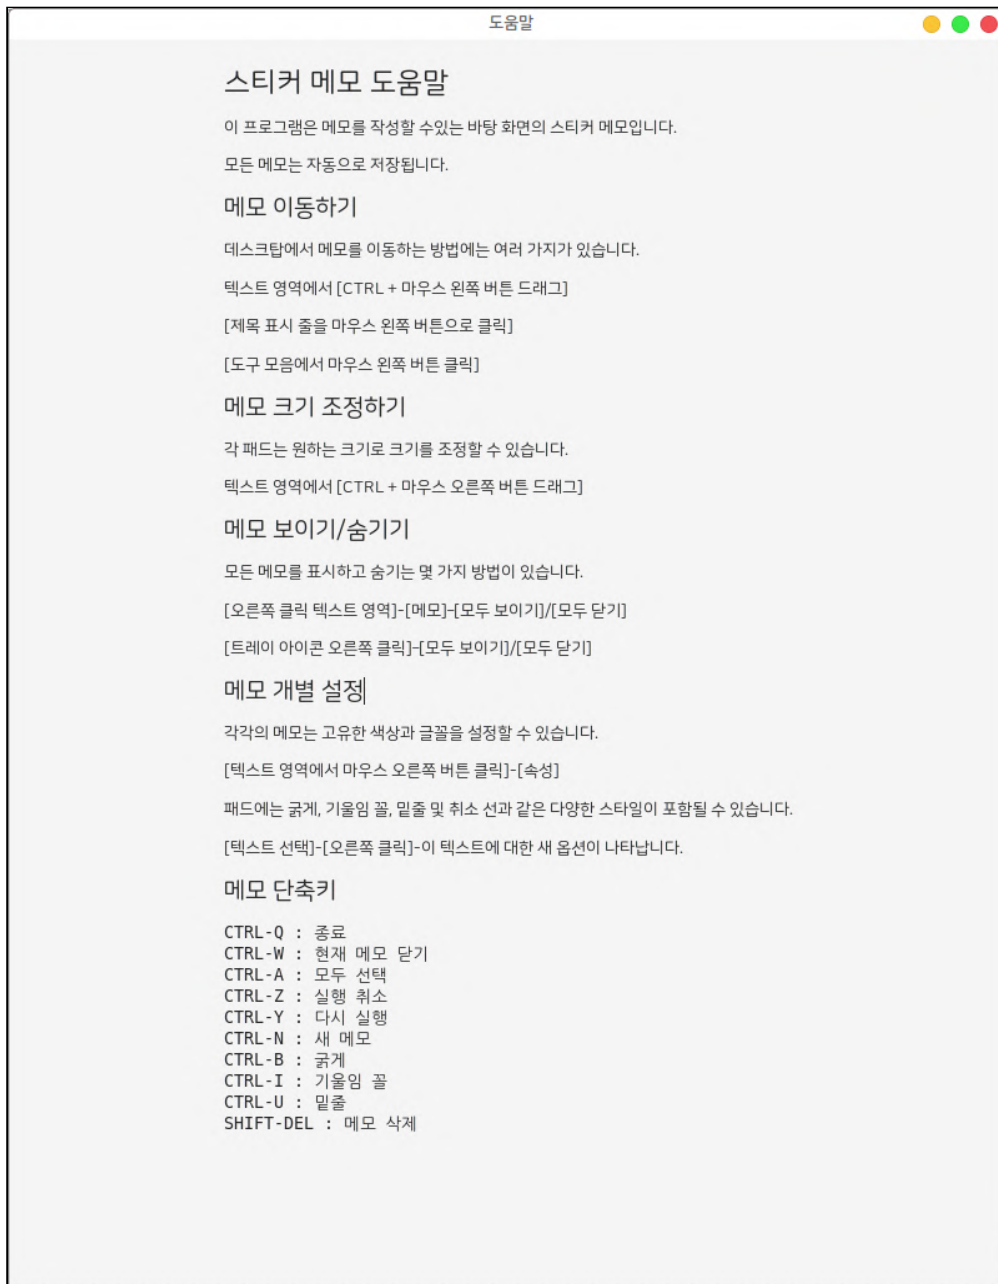 도움말
스티커 메모 도움말
이 프로그램은 메모를 작성할 수있는 바탕 화면의 스티커 메모입니다.
모든 메모는 자동으로 저장됩니다.
메모 이동하기
데스크탑에서 메모를 이동하는 방법에는 여러 가지가 있습니다.
텍스트 영역에서 [CTRL + 마우스 왼쪽 버튼 드래그]
[제목 표시 줄을 마우스 왼쪽 버튼으로 클릭]
[도구 모음에서 마우스 왼쪽 버튼 클릭]
메모 크기 조정하기
각 패드는 원하는 크기로 크기를 조정할 수 있습니다.
텍스트 영역에서 [CTRL + 마우스 오른쪽 버튼 드래그]
메모 보이기/숨기기
모든 메모를 표시하고 숨기는 몇 가지 방법이 있습니다.
[오른쪽 클릭 텍스트 영역]-[메모]-[모두 보이기]/[모두 닫기]
[트레이 아이콘 오른쪽 클릭]-[모두 보이기]/[모두 닫기]
메모 개별 설정
각각의 메모는 고유한 색상과 글꼴을 설정할 수 있습니다.
[텍스트 영역에서 마우스 오른쪽 버튼 클릭]-[속성]
패드에는 굵게, 기울임 꼴, 밑줄 및 취소 선과 같은 다양한 스타일이 포함될 수 있습니다.
[텍스트 선택]-[오른쪽 클릭]-이 텍스트에 대한 새 옵션이 나타납니다.
메모 단축키
CTRL-Q : 종료
CTRL-W : 현재 메모 닫기
CTRL-A : 모두 선택
CTRL-Z : 실행 취소
CTRL-Y : 다시 실행
CTRL-N : 새 메모
CTRL-B : 굵게
CTRL-I : 기울임 꼴
CTRL-U : 밑줄
SHIFT-DEL : 메모 삭제